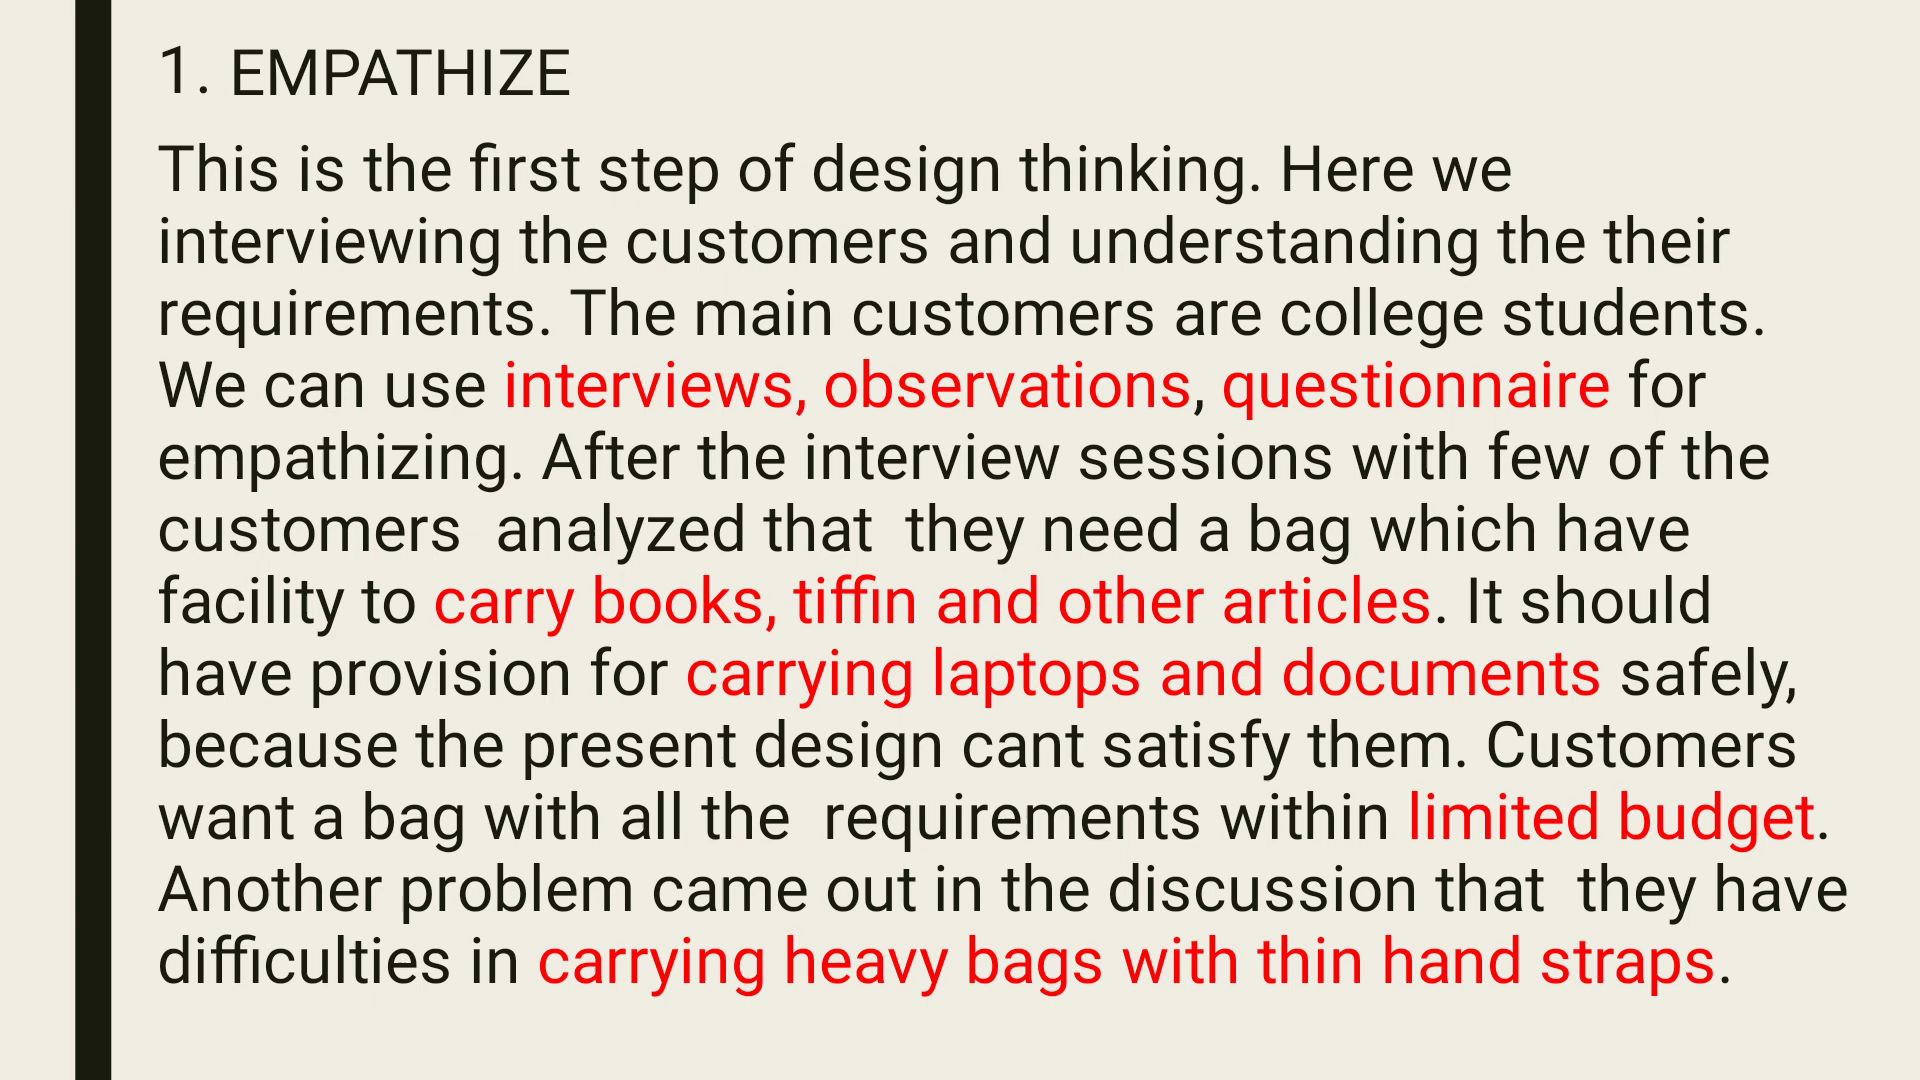 1. EMPATHIZE
This is the first step of design thinking. Here we
interviewing the customers and understanding the their
requirements. The main customers are college students.
We can use interviews, observations, questionnaire for
empathizing. After the interview sessions with few of the
customers  analyzed that  they need a bag which have
facility to carry books, tiffin and other articles. It should
have provision for carrying laptops and documents safely,
because the present design cant satisfy them. Customers
want a bag with all the  requirements within limited budget.
Another problem came out in the discussion that  they have
difficulties in carrying heavy bags with thin hand straps.